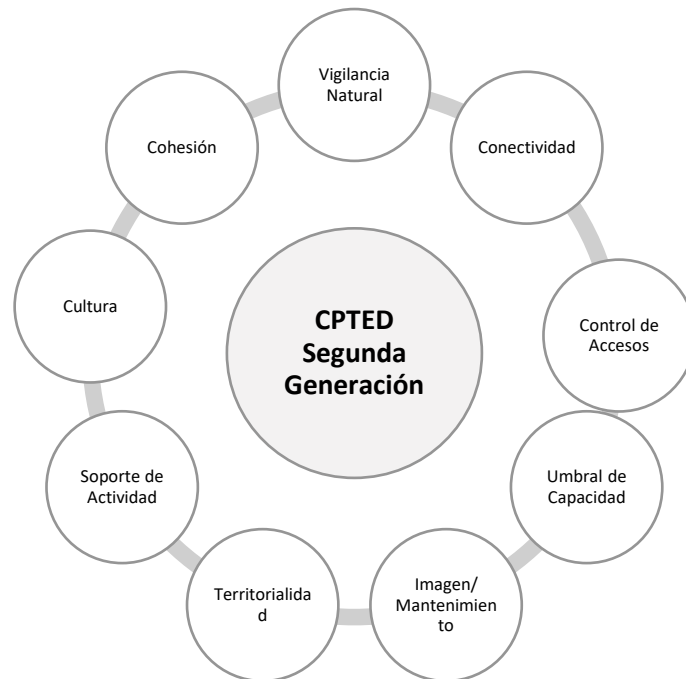 Vigilancia
Natural
Conectividad
Control de
Accesos
Umbral de
Capacidad
Imagen/
Mantenimien
to
Territorialida
d
Soporte de
Actividad
Cultura
Cohesión
CPTED
Segunda
Generación